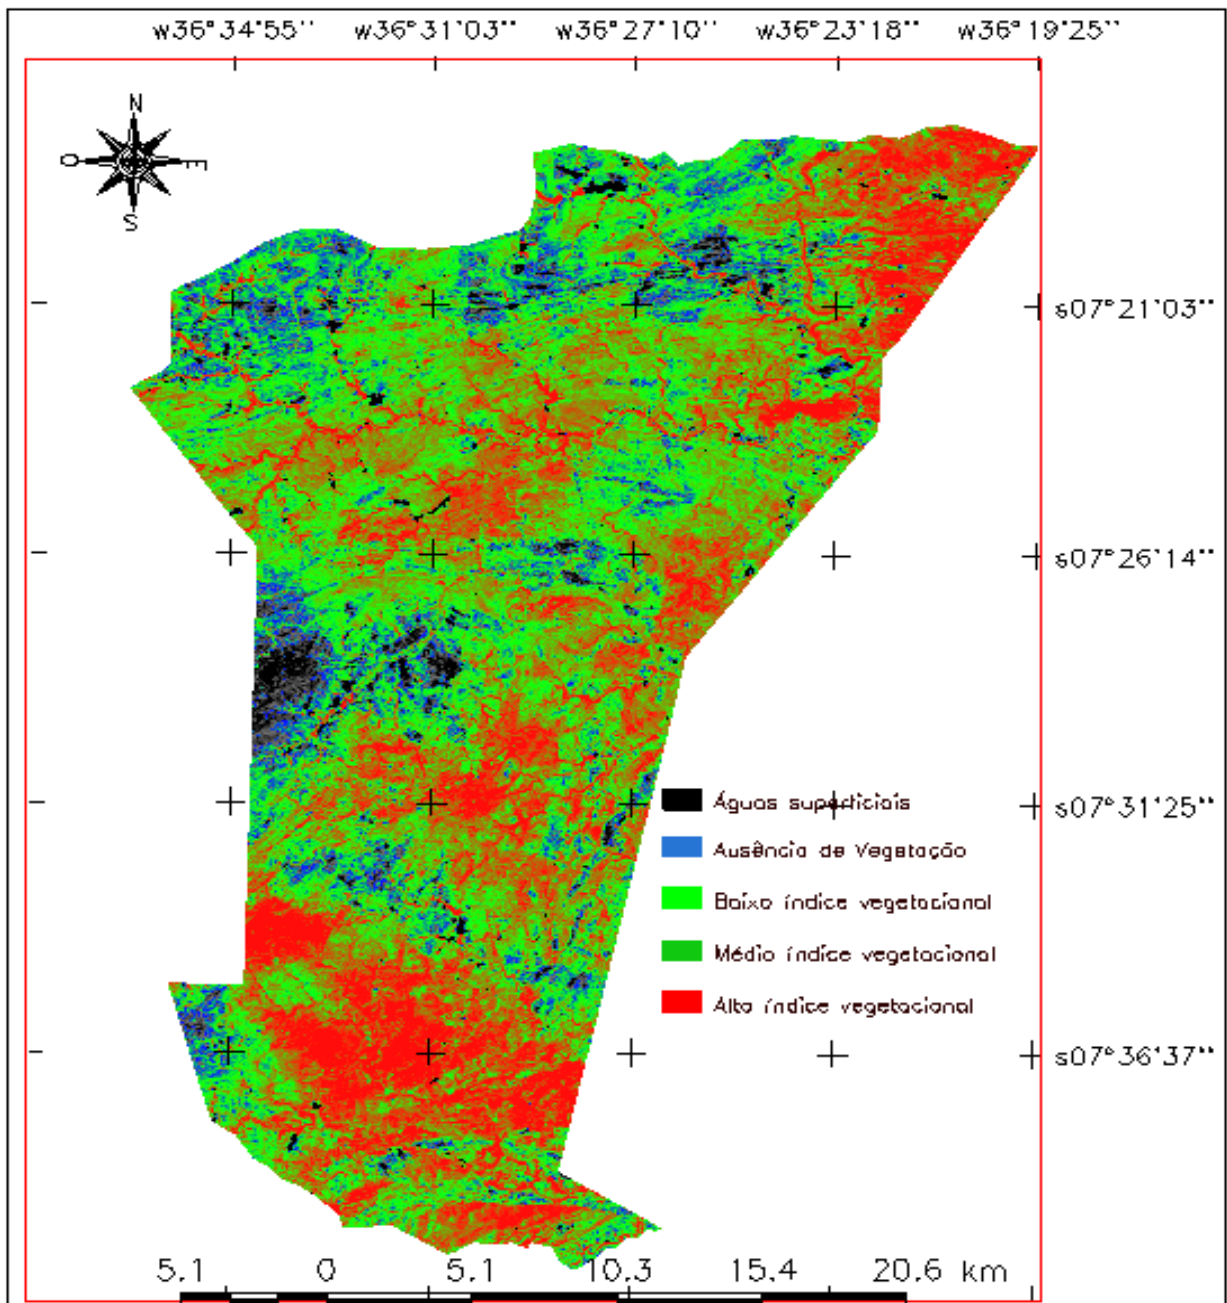 w36°34'55'' w36°31'03'' w36°27'10'' w36°23'18'' w36°19'25''
N
O E
S
s07°21'03''
s07°26'14''
Águas superficiais
s07°31'25''
Ausência de Vegetação
Baixo índice vegetacional
Médio índice vegetacional
Alto índice vegetacional
s07°36'37''
5.1 0 5.1 10.3 15.4 20.6 km